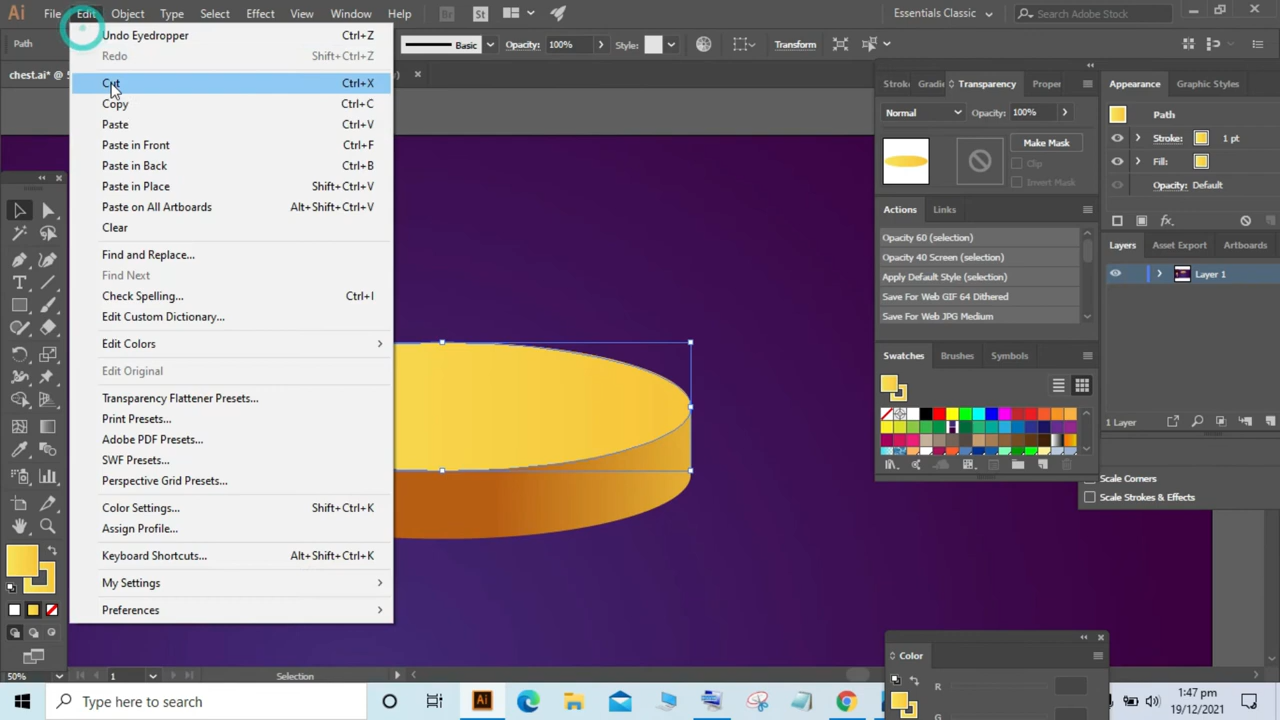 Ai File Edit Object Type Select Effect View Window Help Br St Essentials Classic Search Adobe Stock
Path Basic Opacity: 100% Style: Transform
chest.ai* @
Undo Eyedropper Ctrl+Z
Redo Shift+Ctrl+Z
Cut Ctrl+X
Copy Ctrl+C
Paste Ctrl+V
Paste in Front Ctrl+F
Paste in Back Ctrl+B
Paste in Place Shift+Ctrl+V
Paste on All Artboards Alt+Shift+Ctrl+V
Clear
Find and Replace...
Find Next
Check Spelling... Ctrl+I
Edit Custom Dictionary...
Edit Colors
Edit Original
Transparency Flattener Presets...
Print Presets...
Adobe PDF Presets...
SWF Presets...
Perspective Grid Presets...
Color Settings... Shift+Ctrl+K
Assign Profile...
Keyboard Shortcuts... Alt+Shift+Ctrl+K
My Settings
Preferences
Stroke Gradi Transparency Proper
Normal Opacity: 100%
Make Mask
Clip
Invert Mask
Actions Links
Opacity 60 (selection)
Opacity 40 Screen (selection)
Apply Default Style (selection)
Save For Web GIF 64 Dithered
Save For Web JPG Medium
Swatches Brushes Symbols
Appearance Graphic Styles
Path
Stroke: 1 pt
Fill:
Opacity: Default
fx
Layers Asset Export Artboards
Layer 1
1 Layer
Scale Corners
Scale Strokes & Effects
Color
R
G
50% 1 Selection
Type here to search
Ai
1:47 pm
19/12/2021